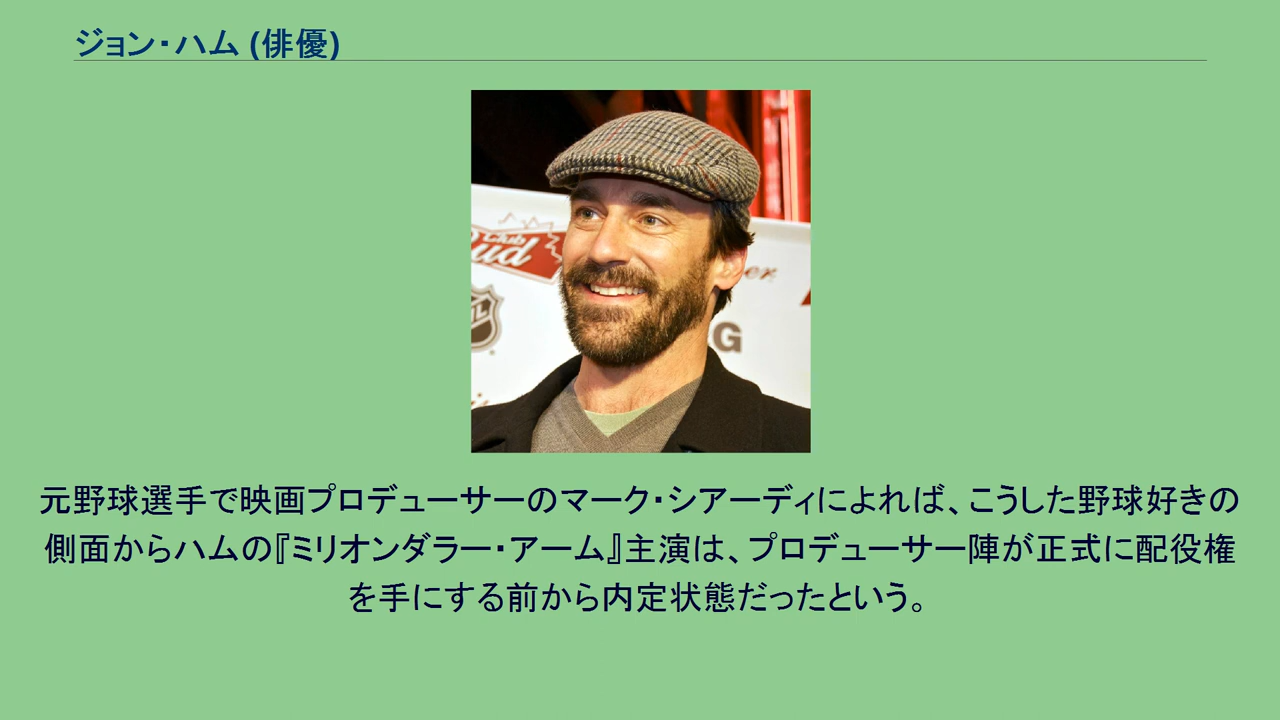 ジョン・ハム (俳優)
Club
Bud
er
NHL
G
元野球選手で映画プロデューサーのマーク・シアーディによれば、こうした野球好きの
側面からハムの『ミリオンダラー・アーム』主演は、プロデューサー陣が正式に配役権
を手にする前から内定状態だったという。